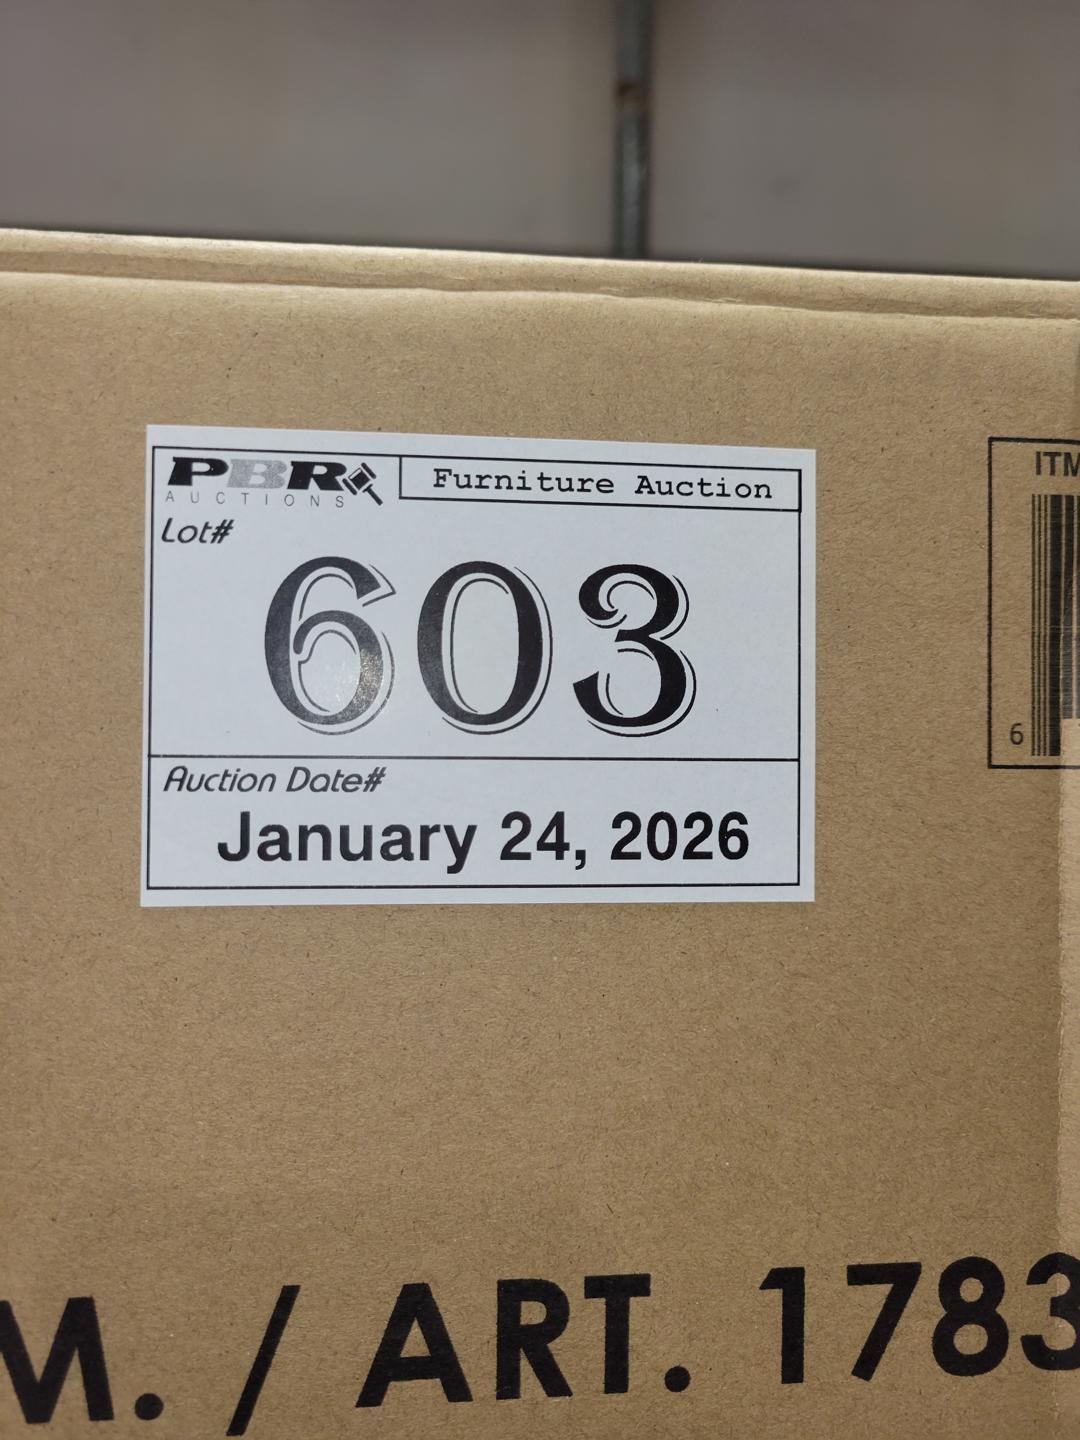 PBR
AUCTIONS
Furniture Auction
Lot#
603
Auction Date#
January 24, 2026
ITM
6
M. / ART. 1783